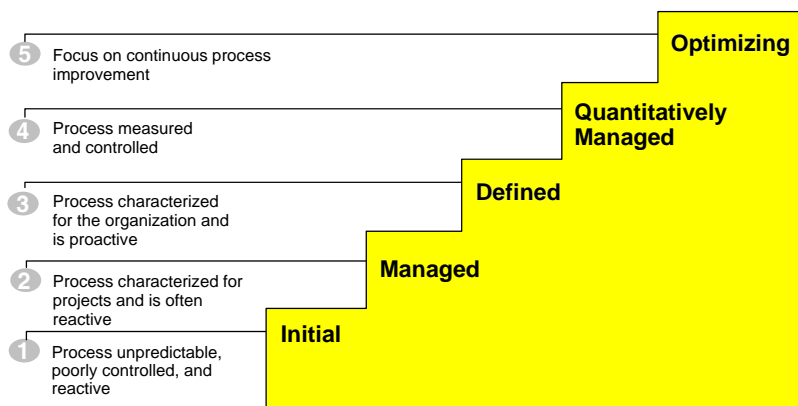 5
Focus on continuous process
improvement
Optimizing
4
Process measured
and controlled
Quantitatively
Managed
3
Process characterized
for the organization and
is proactive
Defined
2
Process characterized for
projects and is often
reactive
Managed
1
Process unpredictable,
poorly controlled, and
reactive
Initial